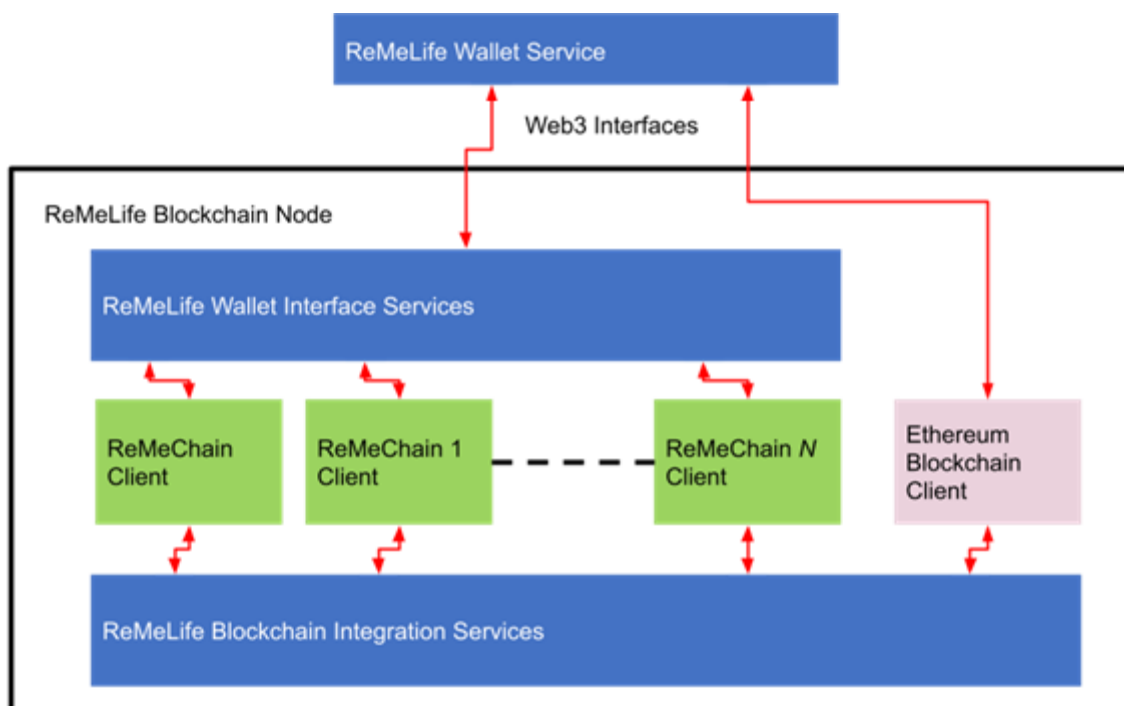 ReMeLife Wallet Service
Web3 Interfaces
ReMeLife Blockchain Node
ReMeLife Wallet Interface Services
ReMeChain
Client
ReMeChain 1
Client
ReMeChain N
Client
Ethereum
Blockchain
Client
ReMeLife Blockchain Integration Services